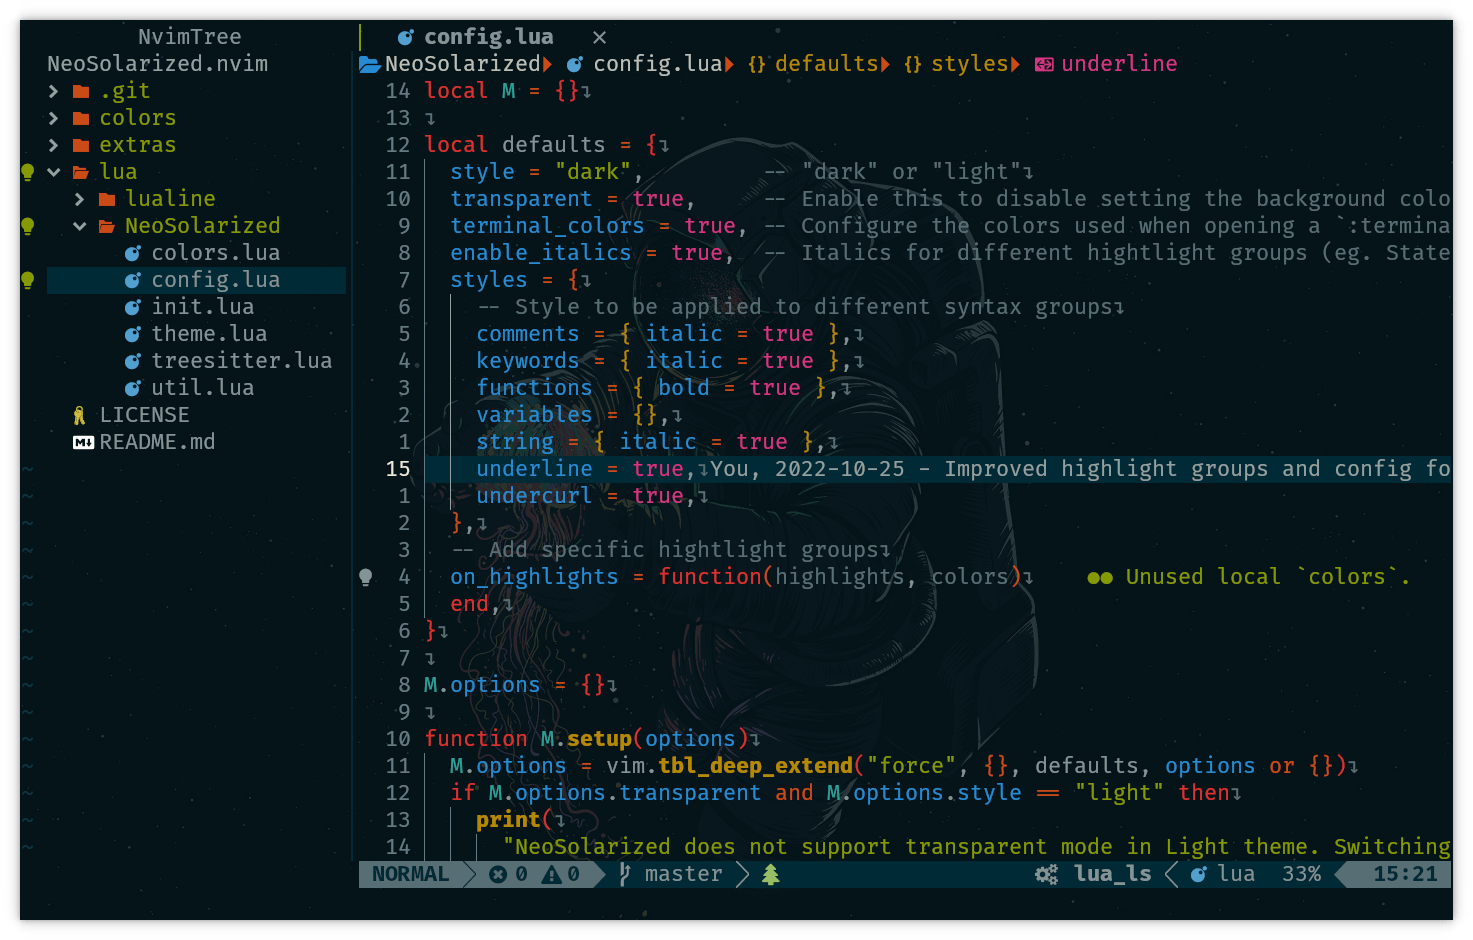 NvimTree
NeoSolarized.nvim
.git
colors
extras
lua
lualine
NeoSolarized
colors.lua
config.lua
init.lua
theme.lua
treesitter.lua
util.lua
LICENSE
README.md
config.lua ×
NeoSolarized config.lua {} defaults {} styles underline
14 local M = {}
13
12 local defaults = {
11 style = "dark", -- "dark" or "light"
10 transparent = true, -- Enable this to disable setting the background colo
9 terminal_colors = true, -- Configure the colors used when opening a `:termina
8 enable_italics = true, -- Italics for different hightlight groups (eg. State
7 styles = {
6 -- Style to be applied to different syntax groups
5 comments = { italic = true },
4 keywords = { italic = true },
3 functions = { bold = true },
2 variables = {},
1 string = { italic = true },
15 underline = true, You, 2022-10-25 - Improved highlight groups and config fo
1 undercurl = true,
2 },
3 -- Add specific hightlight groups
4 on_highlights = function(highlights, colors) ●● Unused local `colors`.
5 end,
6 }
7
8 M.options = {}
9
10 function M.setup(options)
11 M.options = vim.tbl_deep_extend("force", {}, defaults, options or {})
12 if M.options.transparent and M.options.style == "light" then
13 print(
14 "NeoSolarized does not support transparent mode in Light theme. Switching
NORMAL 0 0 master lua_ls lua 33% 15:21